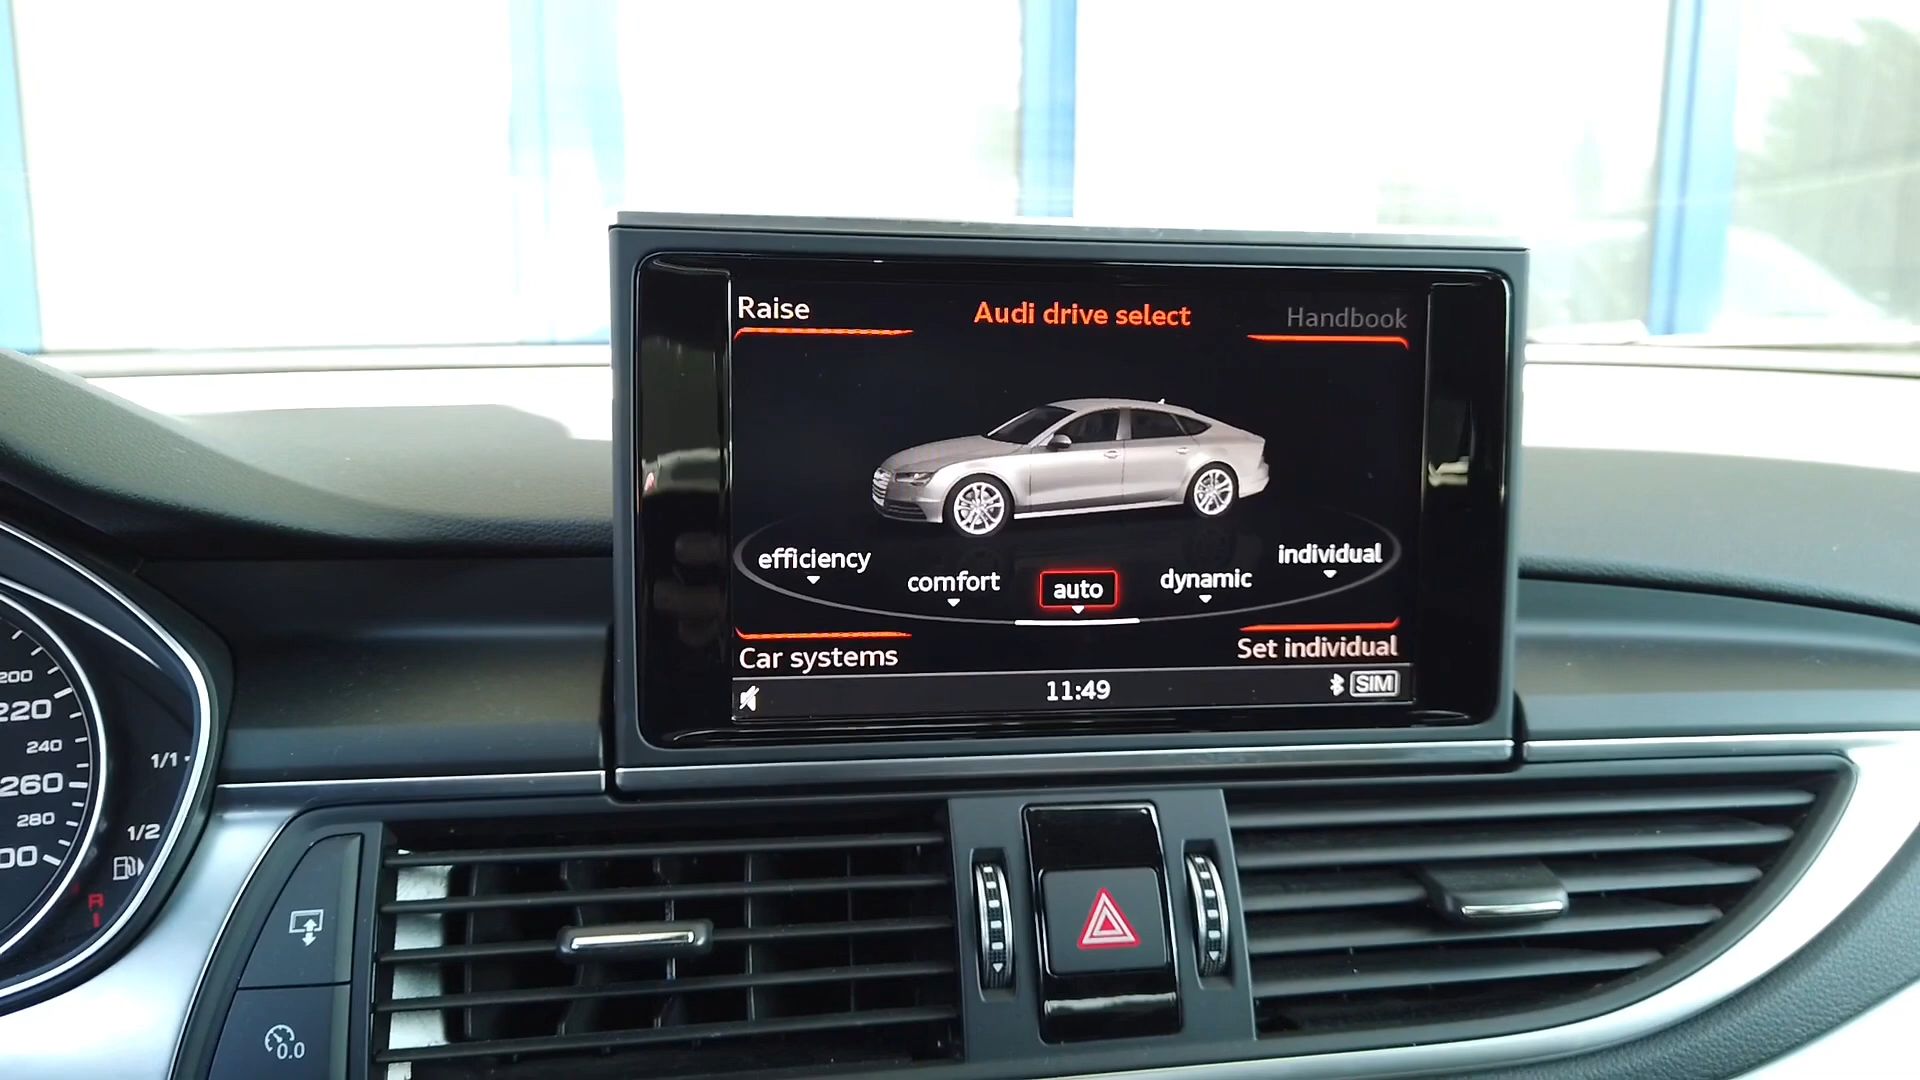 Raise
Audi drive select
Handbook
efficiency
comfort
auto
dynamic
individual
Car systems
Set individual
11:49
SIM
200
220
240
260
280
1/1
1/2
R
0.0